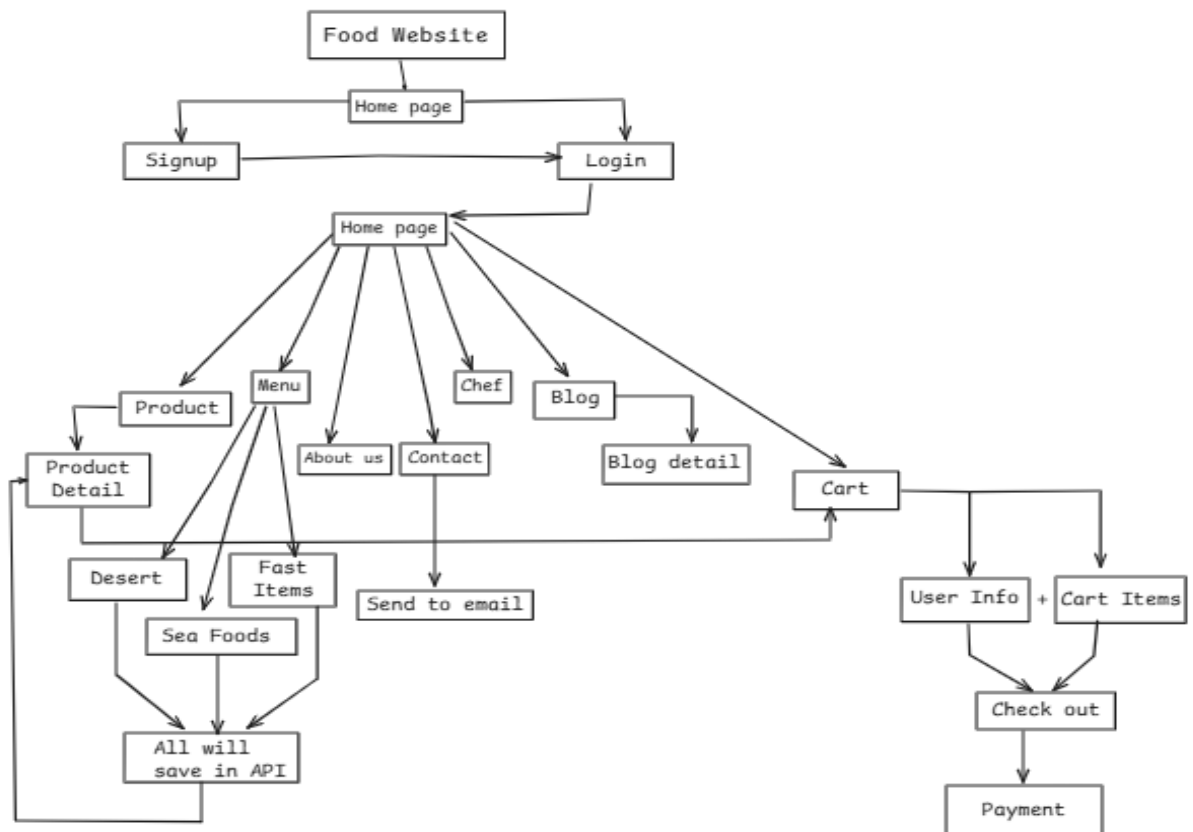 Food Website
Home page
Signup
Login
Home page
Menu
Chef
Product
Blog
About us
Contact
Blog detail
Product
Detail
Cart
Desert
Fast
Items
Send to email
User Info + Cart Items
Sea Foods
Check out
All will
save in API
Payment